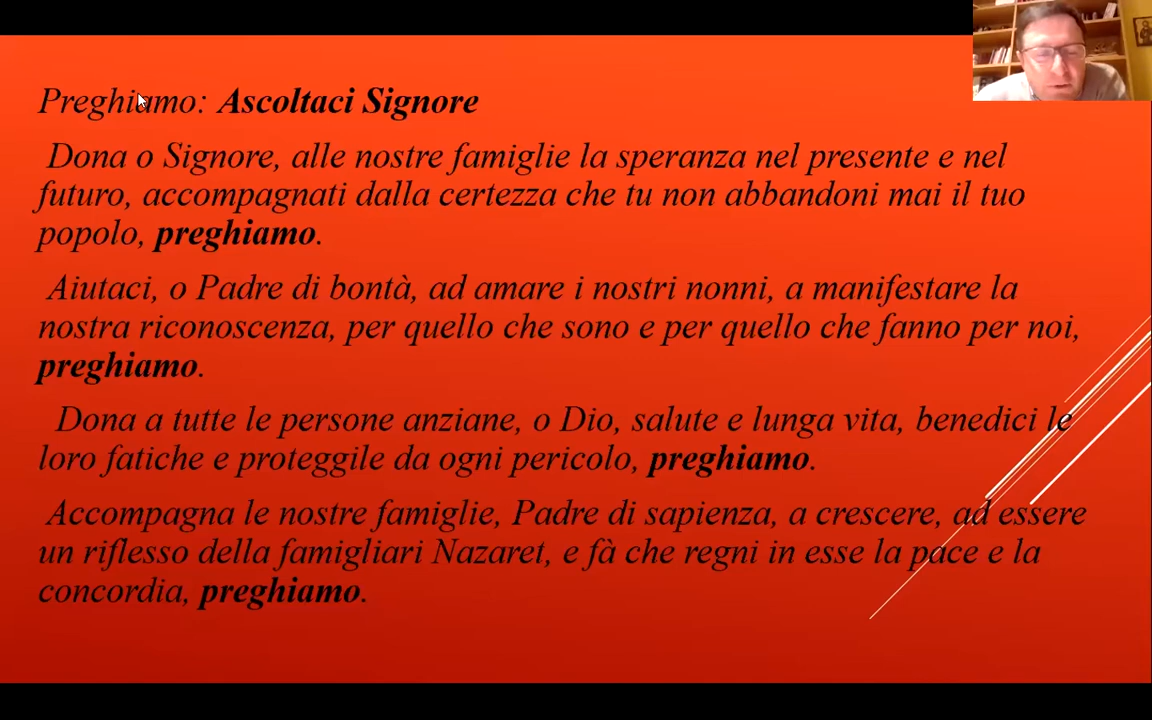 Preghiamo: Ascoltaci Signore
Dona o Signore, alle nostre famiglie la speranza nel presente e nel
futuro, accompagnati dalla certezza che tu non abbandoni mai il tuo
popolo, preghiamo.
Aiutaci, o Padre di bontà, ad amare i nostri nonni, a manifestare la
nostra riconoscenza, per quello che sono e per quello che fanno per noi,
preghiamo.
Dona a tutte le persone anziane, o Dio, salute e lunga vita, benedici le
loro fatiche e proteggile da ogni pericolo, preghiamo.
Accompagna le nostre famiglie, Padre di sapienza, a crescere, ad essere
un riflesso della famigliari Nazaret, e fà che regni in esse la pace e la
concordia, preghiamo.